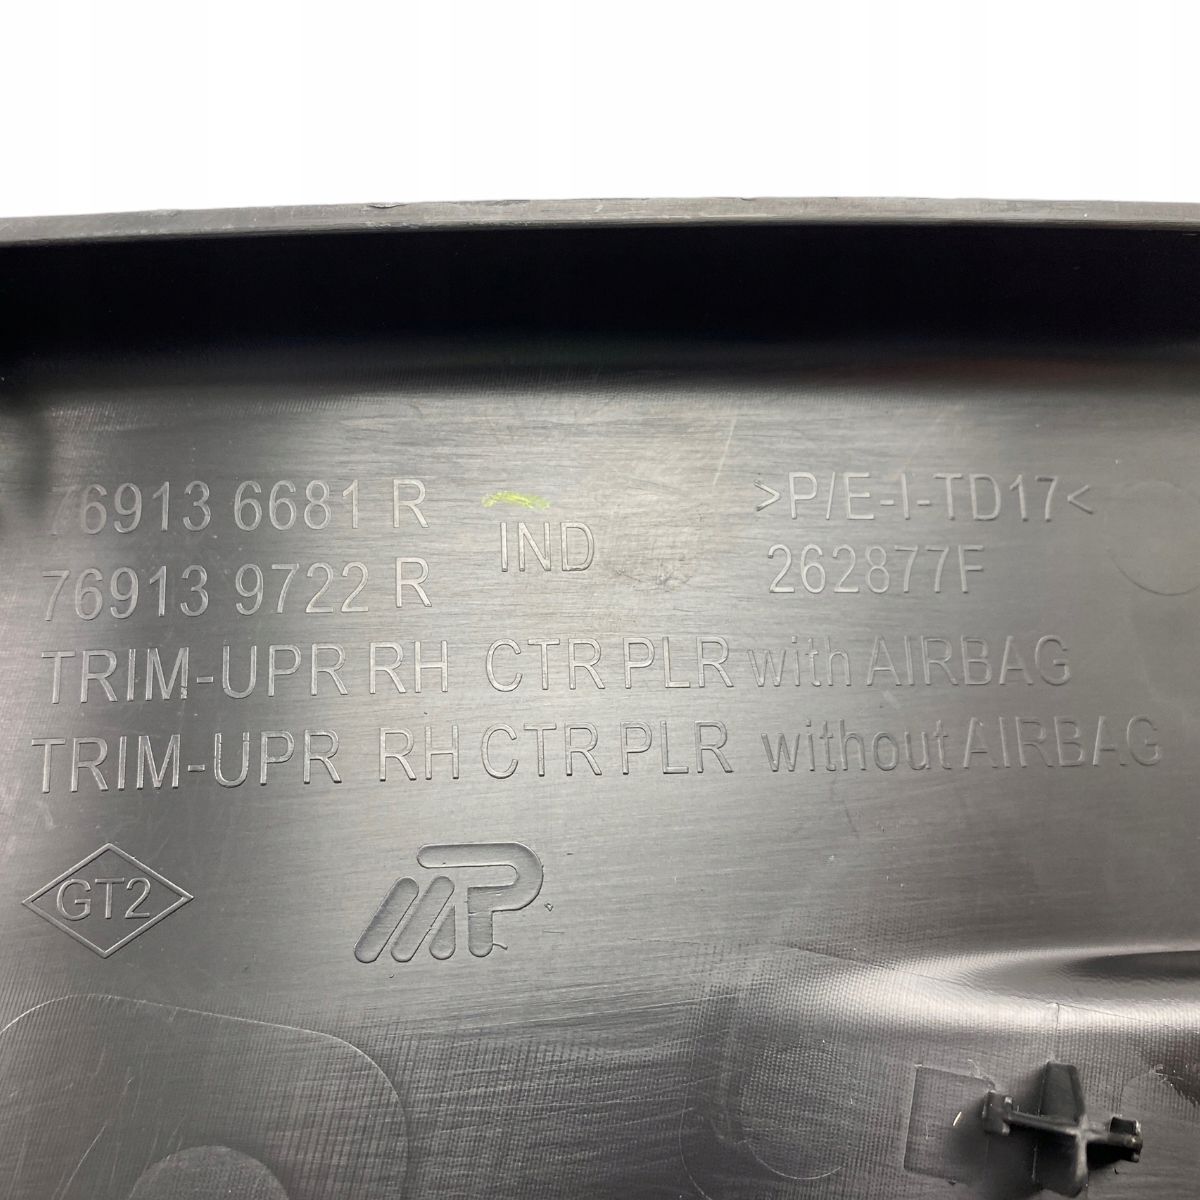 76913 6681 R
IND
>P/E-I-TD17<
76913 9722 R
262877F
TRIM-UPR RH CTR PLR with AIRBAG
TRIM-UPR RH CTR PLR without AIRBAG
GT2
MP